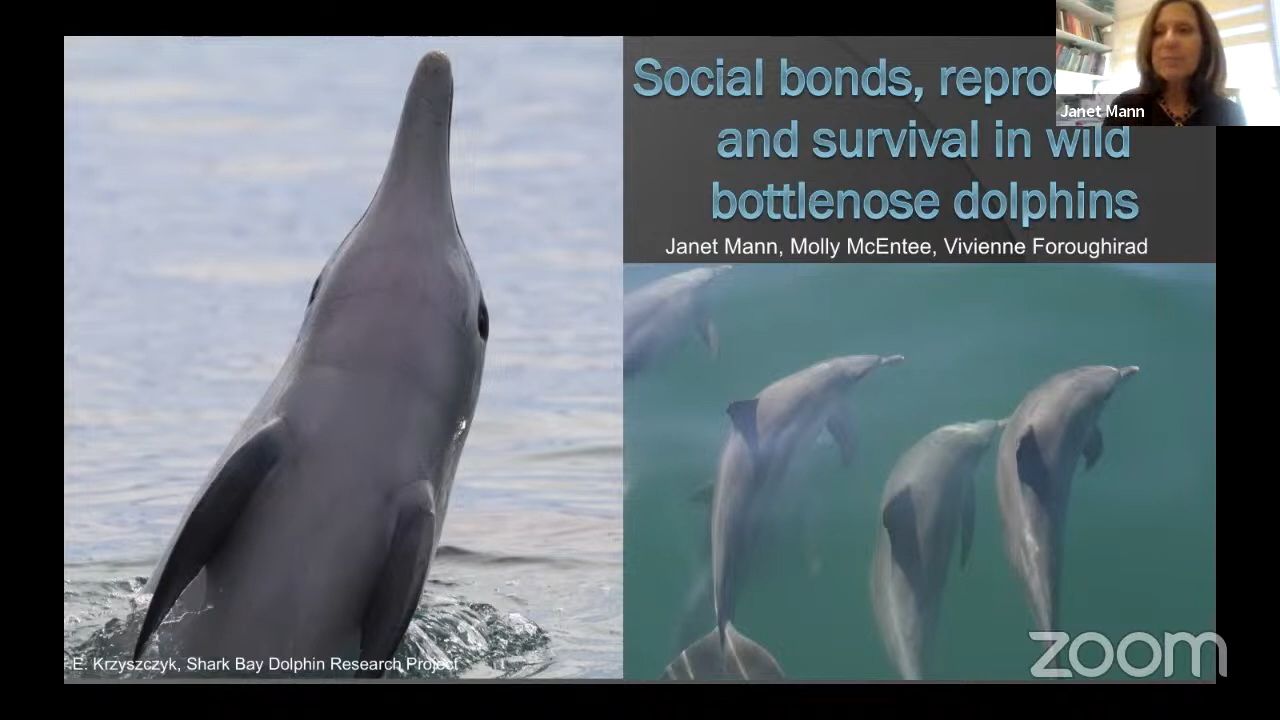 Social bonds, repro
and survival in wild
bottlenose dolphins
Janet Mann, Molly McEntee, Vivienne Foroughirad
Janet Mann
E. Krzyszczyk, Shark Bay Dolphin Research Project
zoom